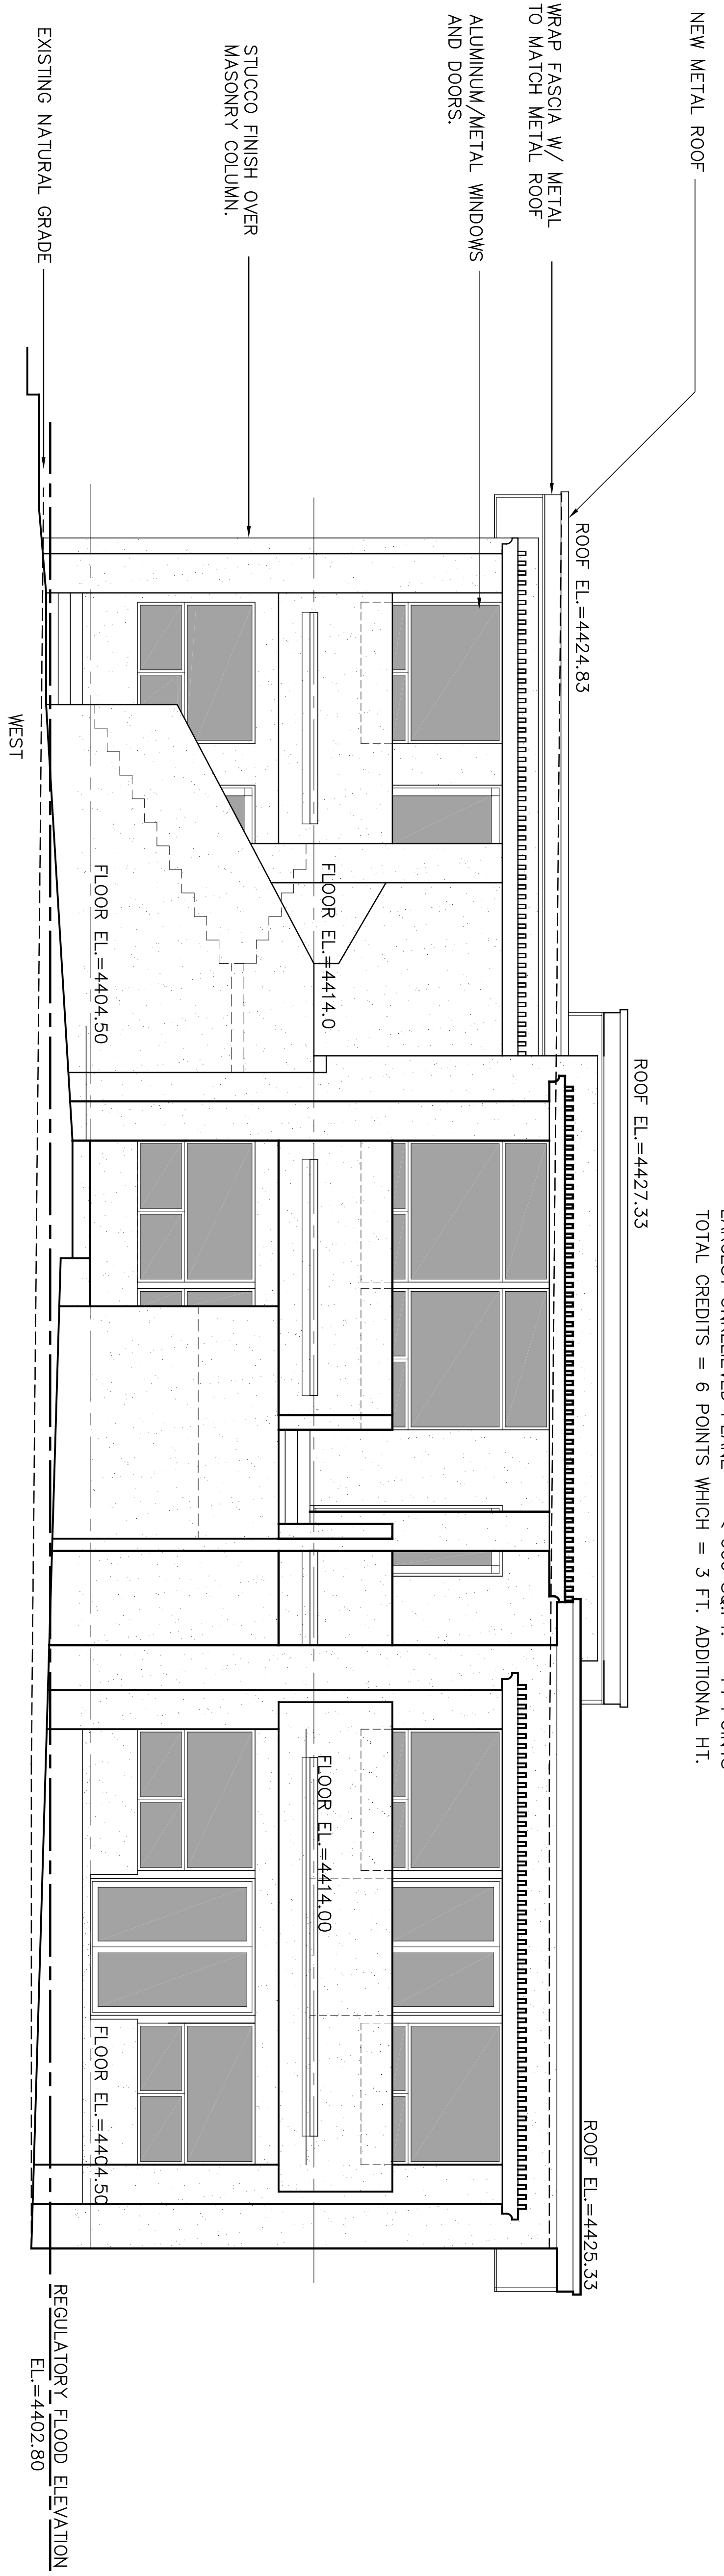 TOTAL CREDITS = 6 POINTS WHICH = 3 FT. ADDITIONAL HT.
NEW METAL ROOF
WRAP FASCIA W/ METAL
TO MATCH METAL ROOF
ALUMINUM/METAL WINDOWS
AND DOORS.
STUCCO FINISH OVER
MASONRY COLUMN.
EXISTING NATURAL GRADE
ROOF EL.=4424.83
ROOF EL.=4427.33
ROOF EL.=4425.33
FLOOR EL.=4414.0
FLOOR EL.=4414.00
FLOOR EL.=4404.50
FLOOR EL.=4404.50
REGULATORY FLOOD ELEVATION
EL.=4402.80
WEST